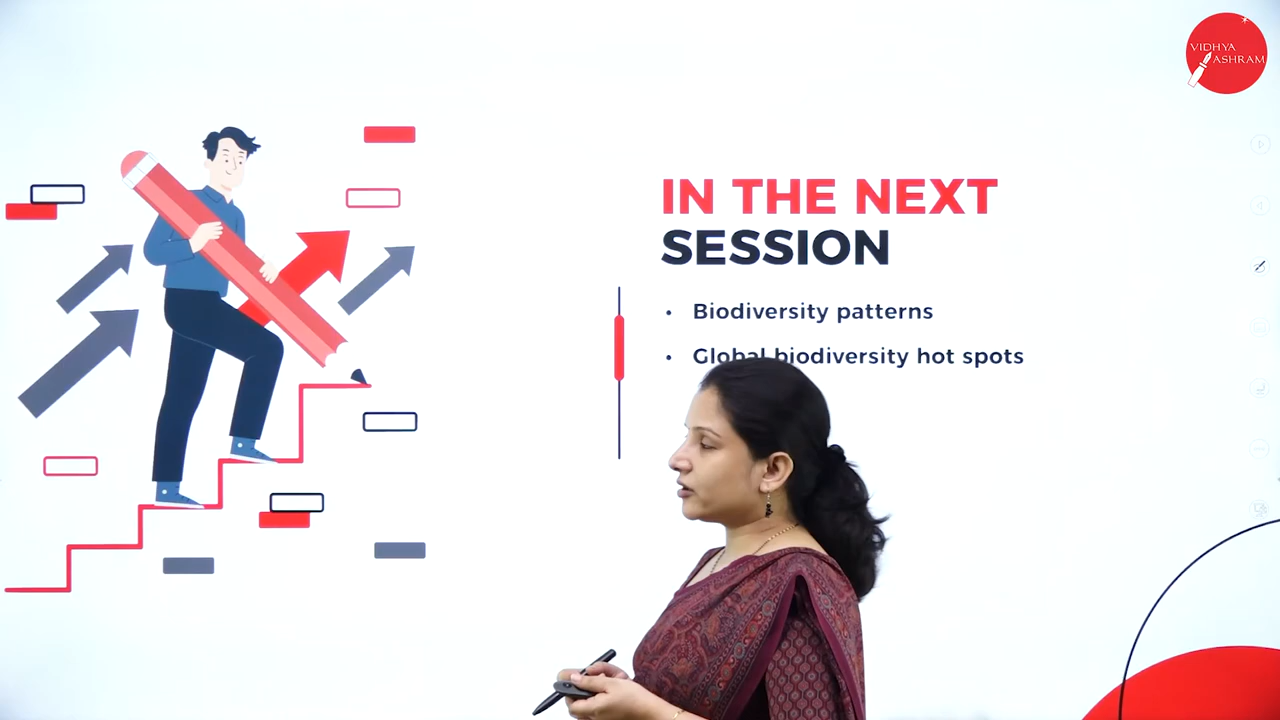 VIDHYA
ASHRAM
IN THE NEXT
SESSION
• Biodiversity patterns
• Global biodiversity hot spots